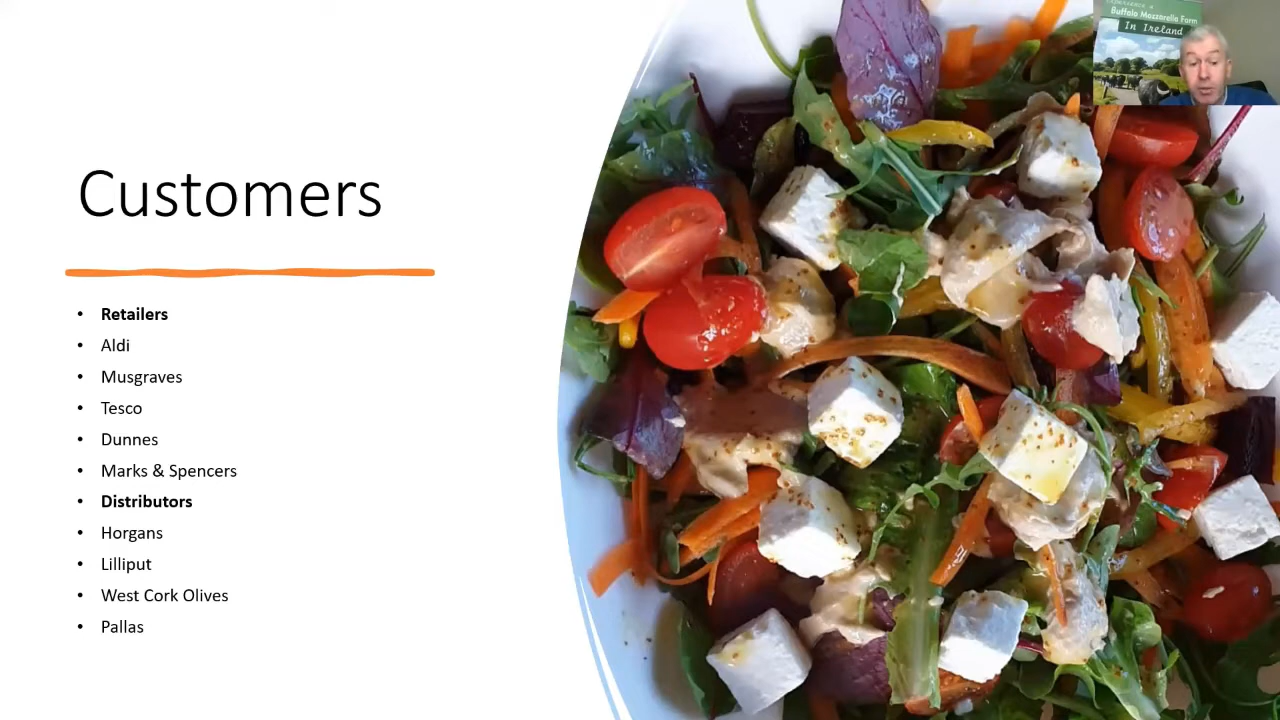 Customers
• Retailers
• Aldi
• Musgraves
• Tesco
• Dunnes
• Marks & Spencers
• Distributors
• Horgans
• Lilliput
• West Cork Olives
• Pallas
Buffalo Mozzarella Farm
In Ireland